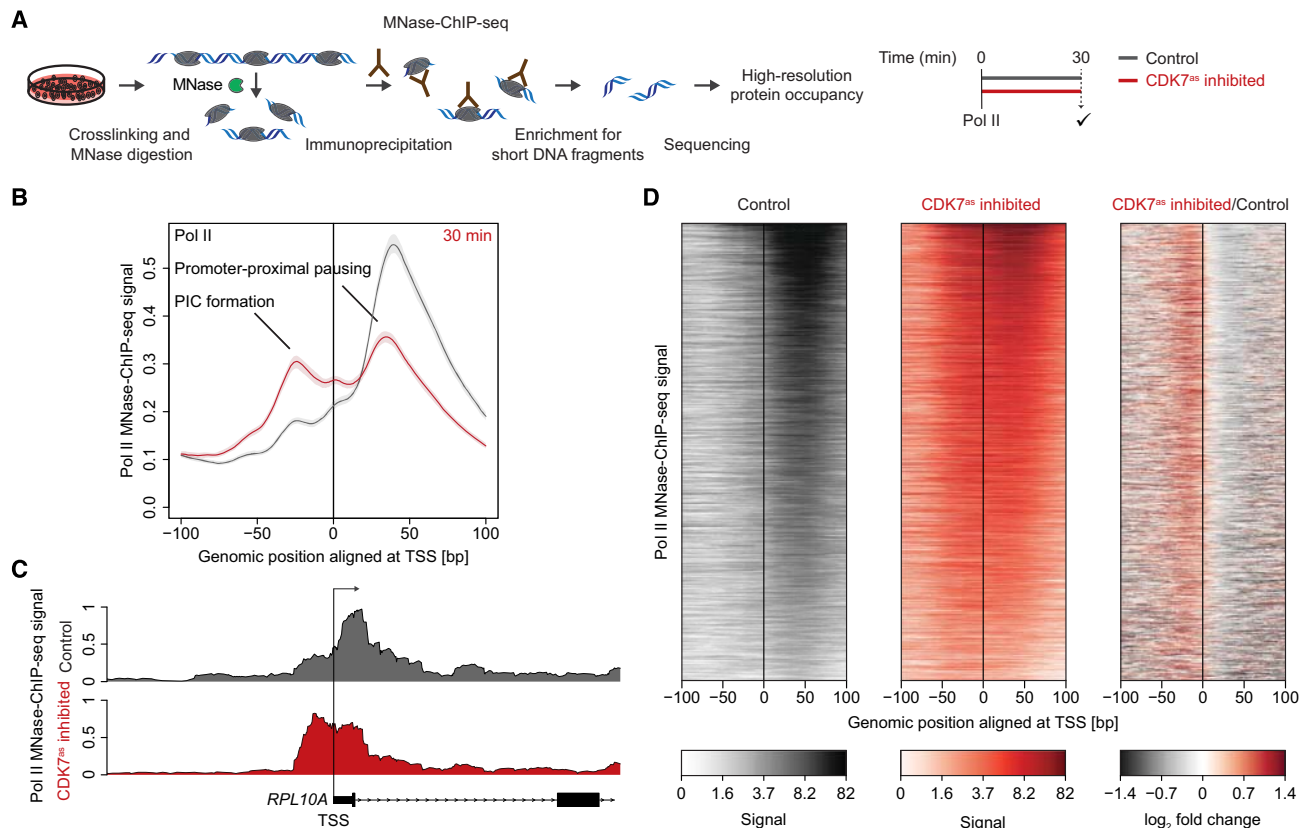 A
MNase-ChIP-seq
MNase
Crosslinking and
MNase digestion
Immunoprecipitation
Enrichment for
short DNA fragments
Sequencing
High-resolution
protein occupancy
Time (min)
0
30
Pol II
✓
Control
CDK7as inhibited
B
Pol II MNase-ChIP-seq signal
0.0
0.1
0.2
0.3
0.4
0.5
Pol II
30 min
Promoter-proximal pausing
PIC formation
−100
−50
0
50
100
Genomic position aligned at TSS [bp]
C
Pol II MNase-ChIP-seq signal
Control
1
0.5
0
CDK7as inhibited
1
0.5
0
RPL10A
TSS
D
Control
CDK7as inhibited
CDK7as inhibited/Control
Pol II MNase-ChIP-seq signal
−100 −50 0 50 100
−100 −50 0 50 100
−100 −50 0 50 100
Genomic position aligned at TSS [bp]
0 1.6 3.7 8.2 82
Signal
0 1.6 3.7 8.2 82
Signal
−1.4 −0.7 0 0.7 1.4
log2 fold change